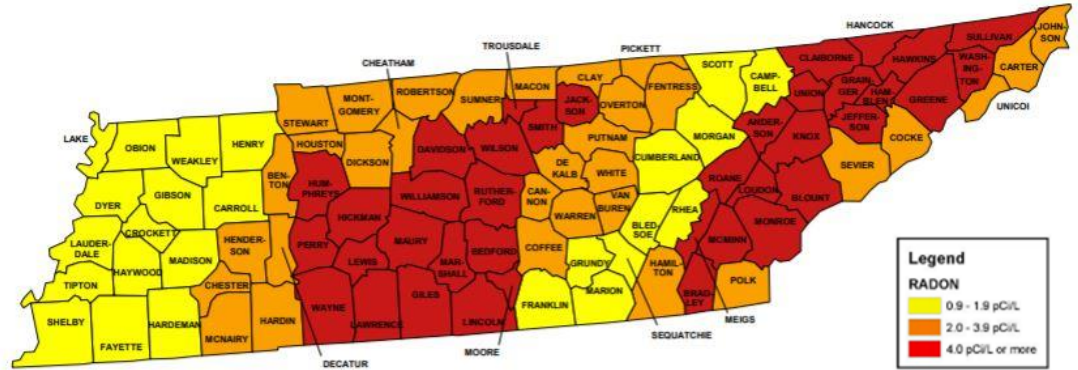 HANCOCK
JOHN-
SON
SULLIVAN
TROUSDALE
PICKETT
CLAIBORNE
HAWKINS
WASH-
ING-
TON
CARTER
CHEATHAM
SCOTT
CAMP-
BELL
UNION
GRAIN-
GER
HAM-
BLEN
GREENE
UNICOI
MACON
CLAY
ROBERTSON
SUMNER
OVERTON
FENTRESS
JACK-
SON
MONT-
GOMERY
STEWART
SMITH
JEFFER-
SON
COCKE
ANDER-
SON
KNOX
MORGAN
SEVIER
LAKE
OBION
WEAKLEY
HENRY
HOUSTON
DICKSON
DAVIDSON
WILSON
PUTNAM
CUMBERLAND
DE
KALB
WHITE
ROANE
LOUDON
BLOUNT
BEN-
TON
HUM-
PHREYS
DYER
GIBSON
CARROLL
WILLIAMSON
RUTHER-
FORD
CAN-
NON
VAN
BUREN
WARREN
RHEA
BLED-
SOE
MONROE
MCMINN
CROCKETT
HICKMAN
LAUDER-
DALE
HENDER-
SON
PERRY
MAURY
BEDFORD
COFFEE
LEWIS
MAR-
SHALL
HAYWOOD
MADISON
GRUNDY
HAMIL-
TON
POLK
TIPTON
CHESTER
WAYNE
GILES
FRANKLIN
MARION
BRAD-
LEY
SHELBY
FAYETTE
HARDEMAN
MCNAIRY
HARDIN
LAWRENCE
LINCOLN
MEIGS
SEQUATCHIE
MOORE
DECATUR
Legend
RADON
0.9 - 1.9 pCi/L
2.0 - 3.9 pCi/L
4.0 pCi/L or more